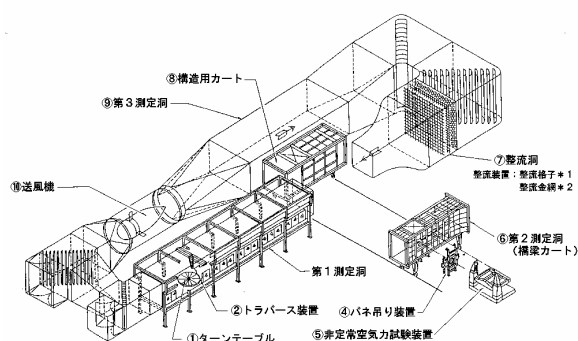 ⑧構造用カート
⑨第3測定洞
⑩送風機
⑦整流洞
整流装置：整流格子＊1
整流金網＊2
⑥第2測定洞
(橋梁カート)
第1測定洞
②トラバース装置
④バネ吊り装置
①ターンテーブル
⑤非定常空気力試験装置